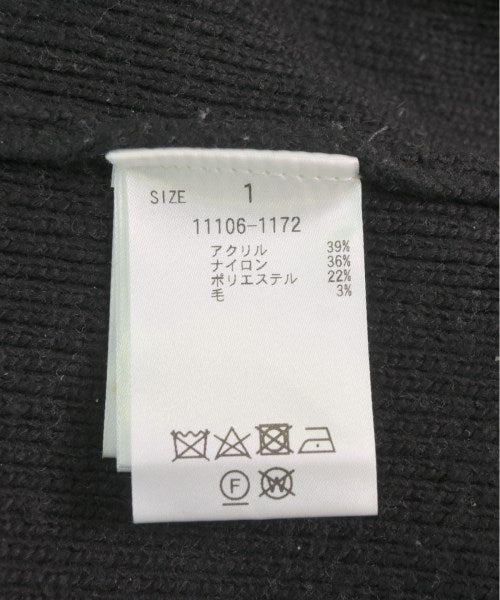 SIZE 1
11106-1172
アクリル 39%
ナイロン 36%
ポリエステル 22%
毛 3%
F W